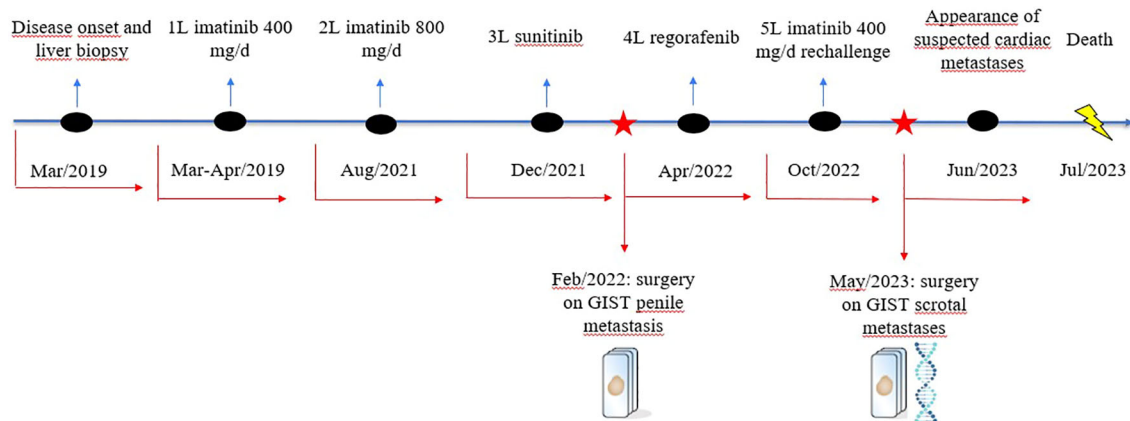 Disease onset and
liver biopsy
1L imatinib 400
mg/d
2L imatinib 800
mg/d
3L sunitinib
4L regorafenib
5L imatinib 400
mg/d rechallenge
Appearance of
suspected cardiac
metastases
Death
Mar/2019
Mar-Apr/2019
Aug/2021
Dec/2021
Apr/2022
Oct/2022
Jun/2023
Jul/2023
Feb/2022: surgery
on GIST penile
metastasis
May/2023: surgery
on GIST scrotal
metastases